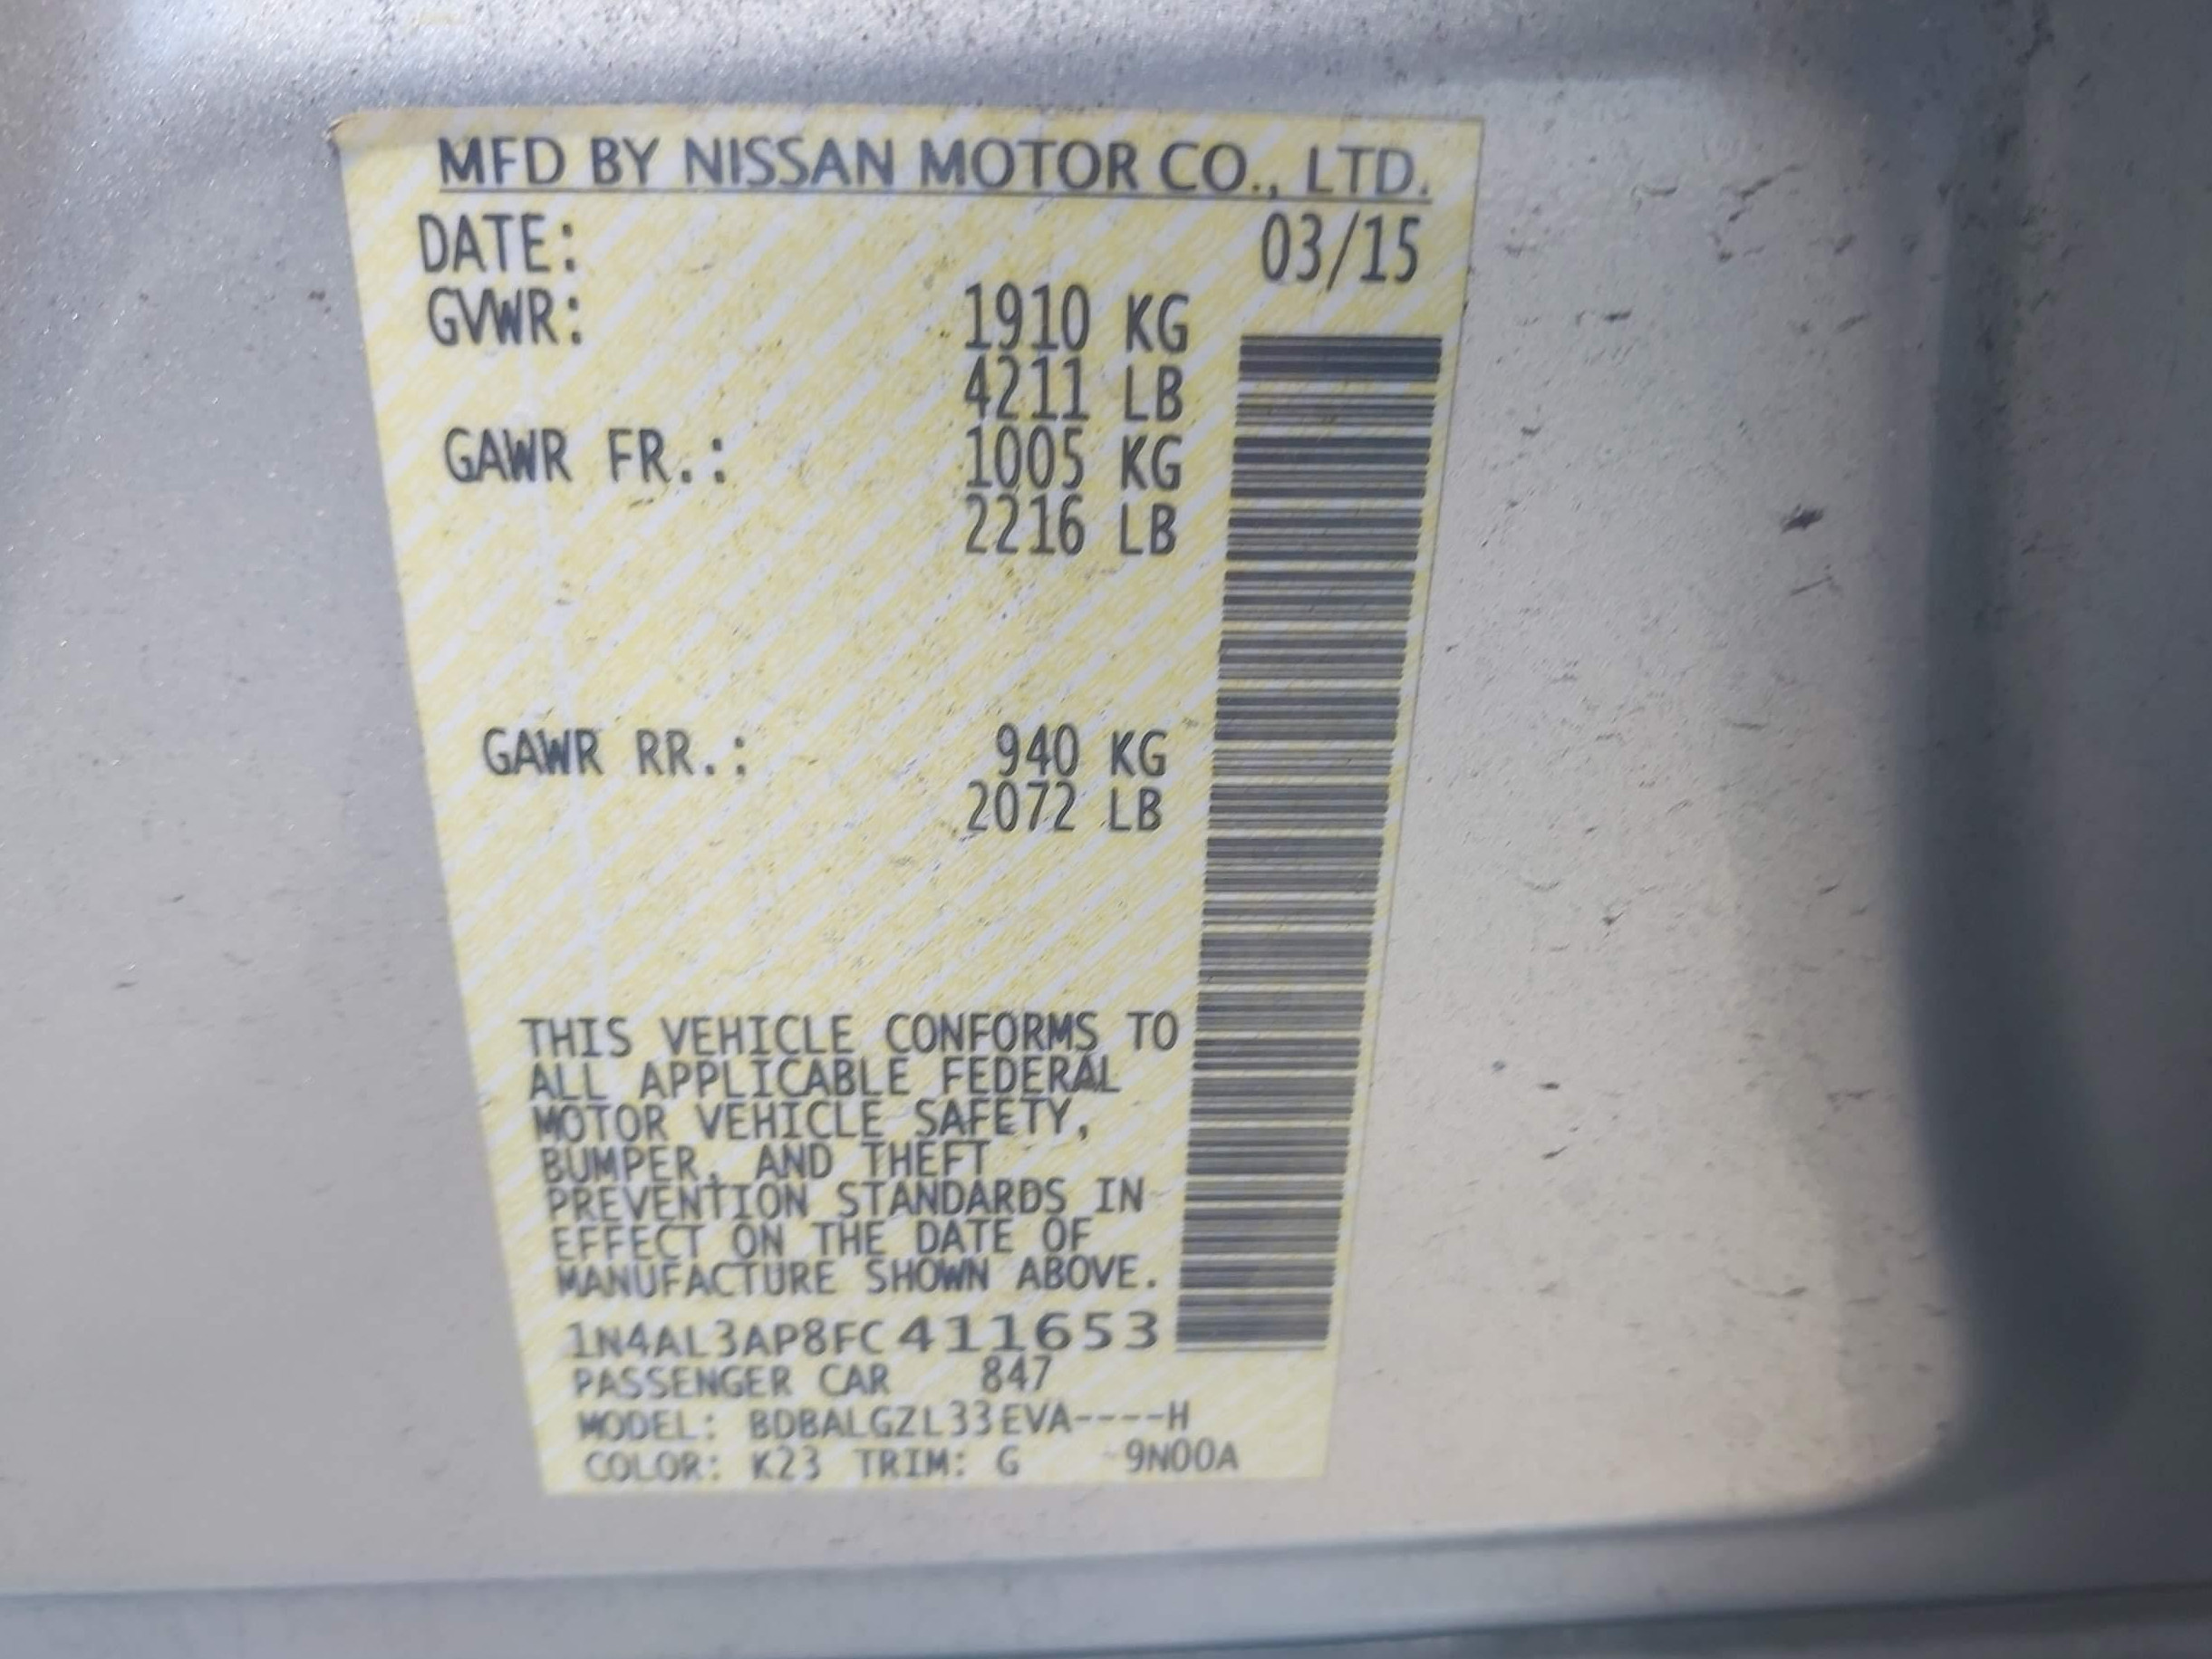 MFD BY NISSAN MOTOR CO., LTD.
DATE: 03/15
GVWR: 1910 KG
4211 LB
GAWR FR.: 1005 KG
2216 LB
GAWR RR.: 940 KG
2072 LB
THIS VEHICLE CONFORMS TO
ALL APPLICABLE FEDERAL
MOTOR VEHICLE SAFETY,
BUMPER, AND THEFT
PREVENTION STANDARDS IN
EFFECT ON THE DATE OF
MANUFACTURE SHOWN ABOVE.
1N4AL3AP8FC411653
PASSENGER CAR 847
MODEL: BDBALGZL33EVA----H
COLOR: K23 TRIM: G -9N00A